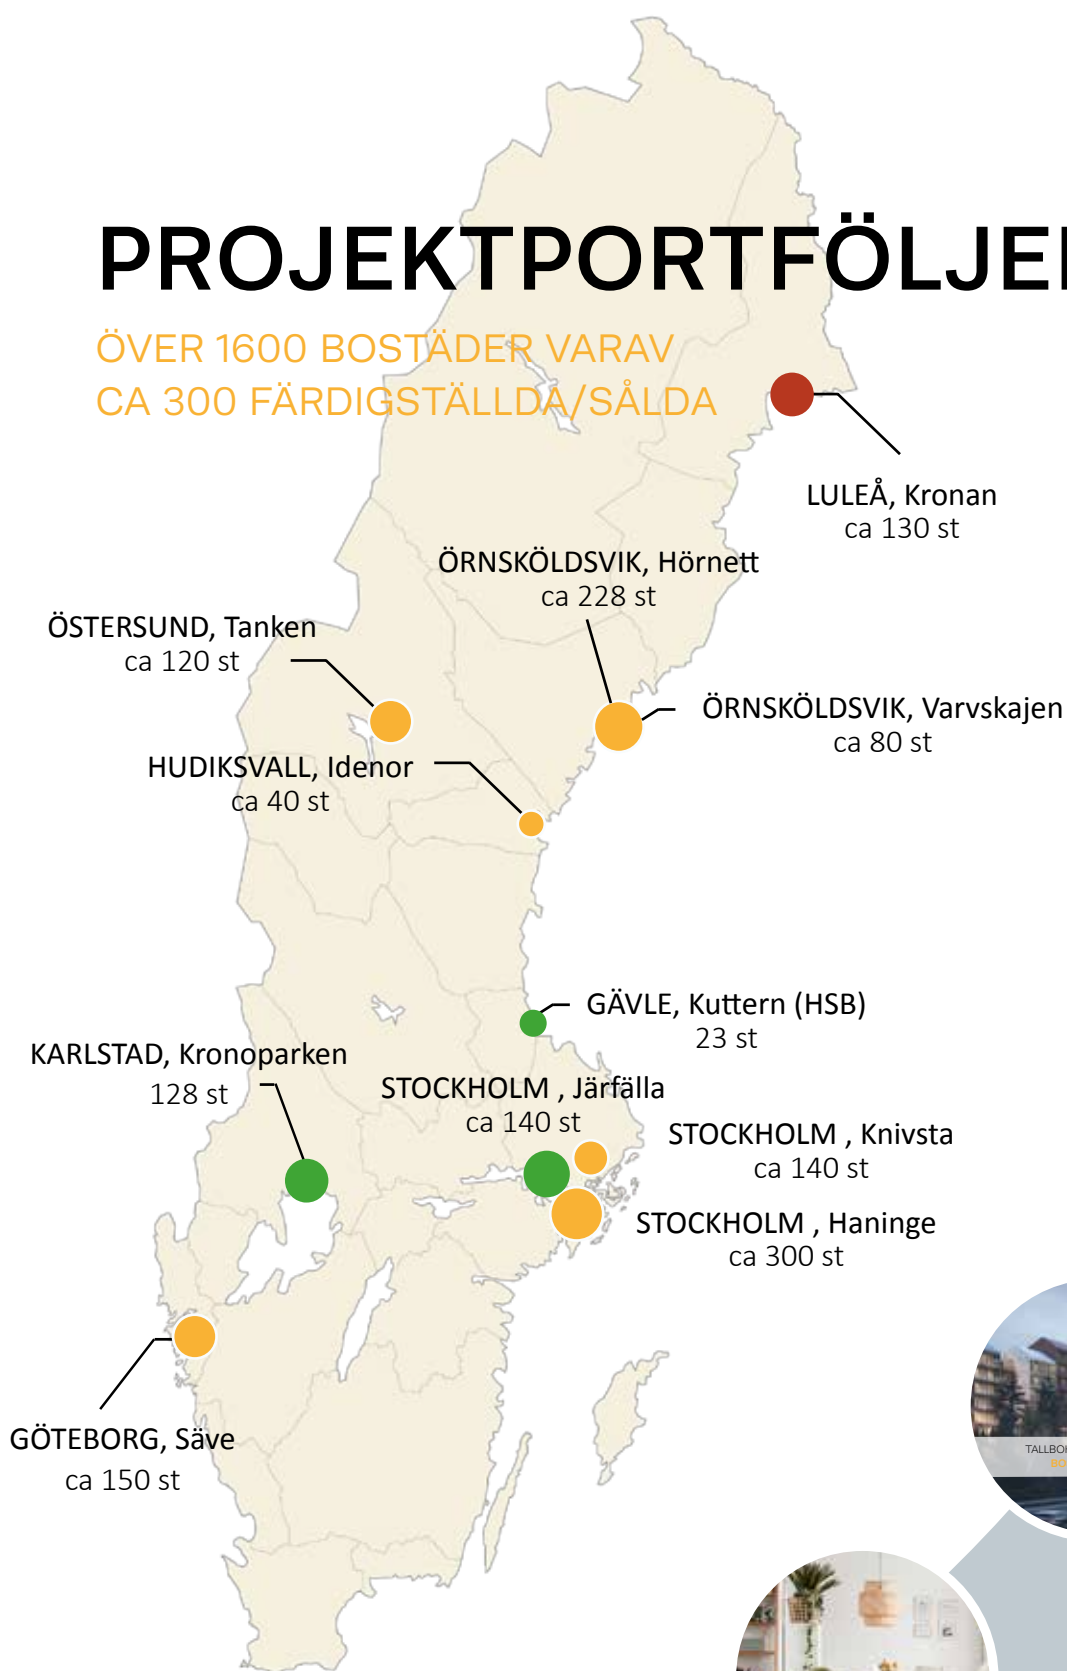 PROJEKTPORTFÖLJE
ÖVER 1600 BOSTÄDER VARAV
CA 300 FÄRDIGSTÄLLDA/SÅLDA
LULEÅ, Kronan
ca 130 st
ÖRNSKÖLDSVIK, Hörnett
ca 228 st
ÖSTERSUND, Tanken
ca 120 st
ÖRNSKÖLDSVIK, Varvskajen
ca 80 st
HUDIKSVALL, Idenor
ca 40 st
GÄVLE, Kuttern (HSB)
23 st
KARLSTAD, Kronoparken
128 st
STOCKHOLM , Järfälla
ca 140 st
STOCKHOLM , Knivsta
ca 140 st
STOCKHOLM , Haninge
ca 300 st
GÖTEBORG, Säve
ca 150 st